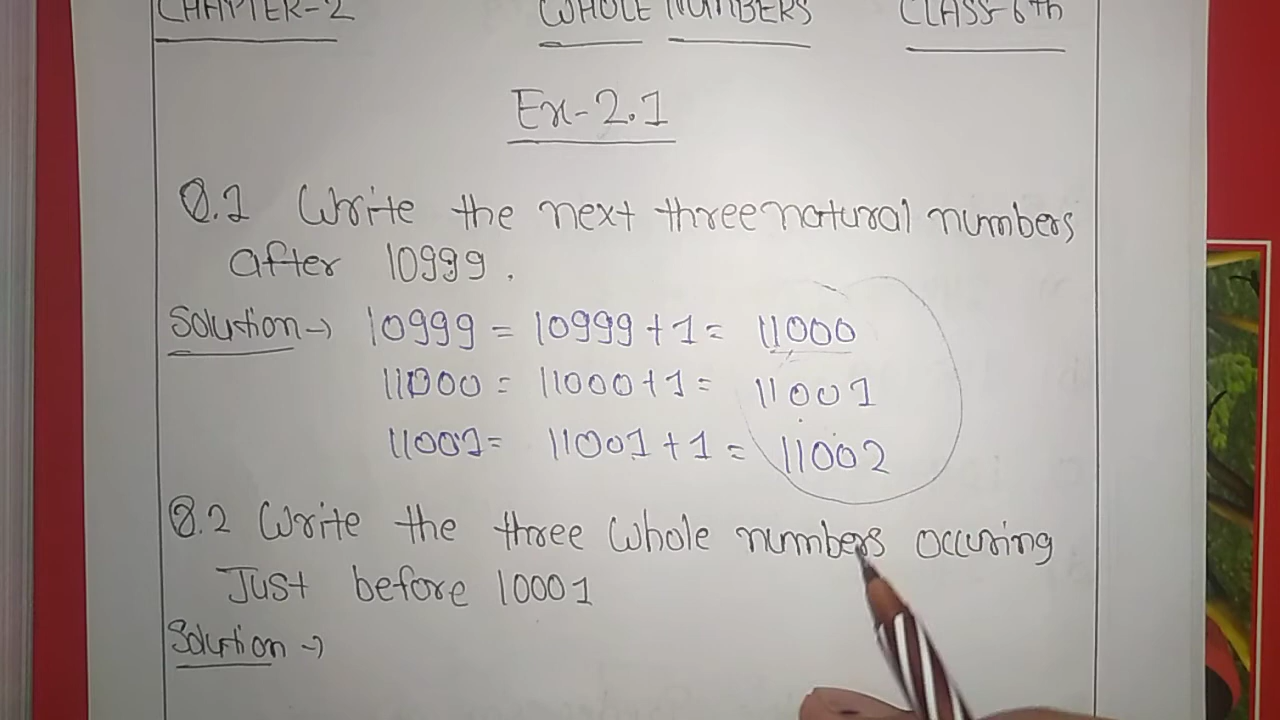 CHAPTER-2 WHOLE NUMBERS CLASS-6th
Ex-2.1
Q.1 Write the next three natural numbers
after 10999.
Solution → 10999 = 10999 + 1 = 11000
11000 = 11000 + 1 = 11001
11001 = 11001 + 1 = 11002
Q.2 Write the three whole numbers occuring
Just before 10001
Solution →